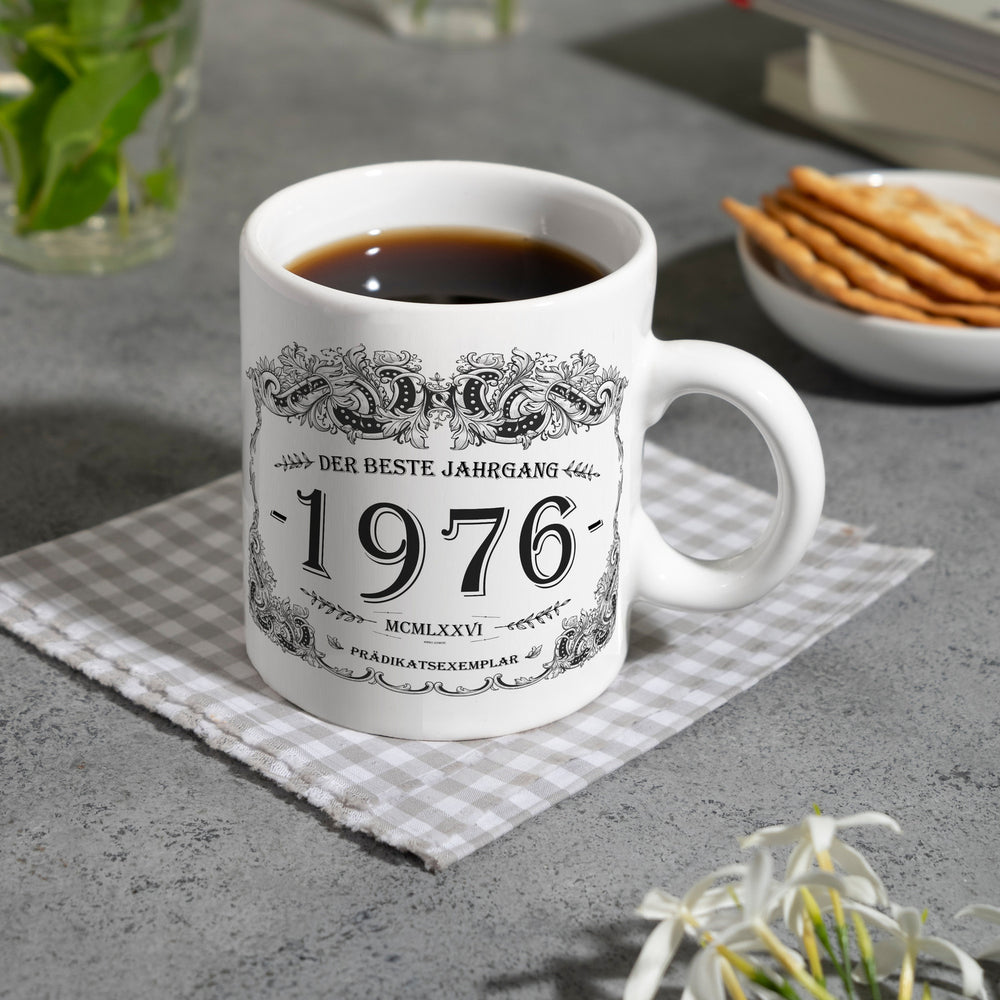 DER BESTE JAHRGANG
- 1976 -
MCMLXXVI
PRÄDIKATSEXEMPLAR